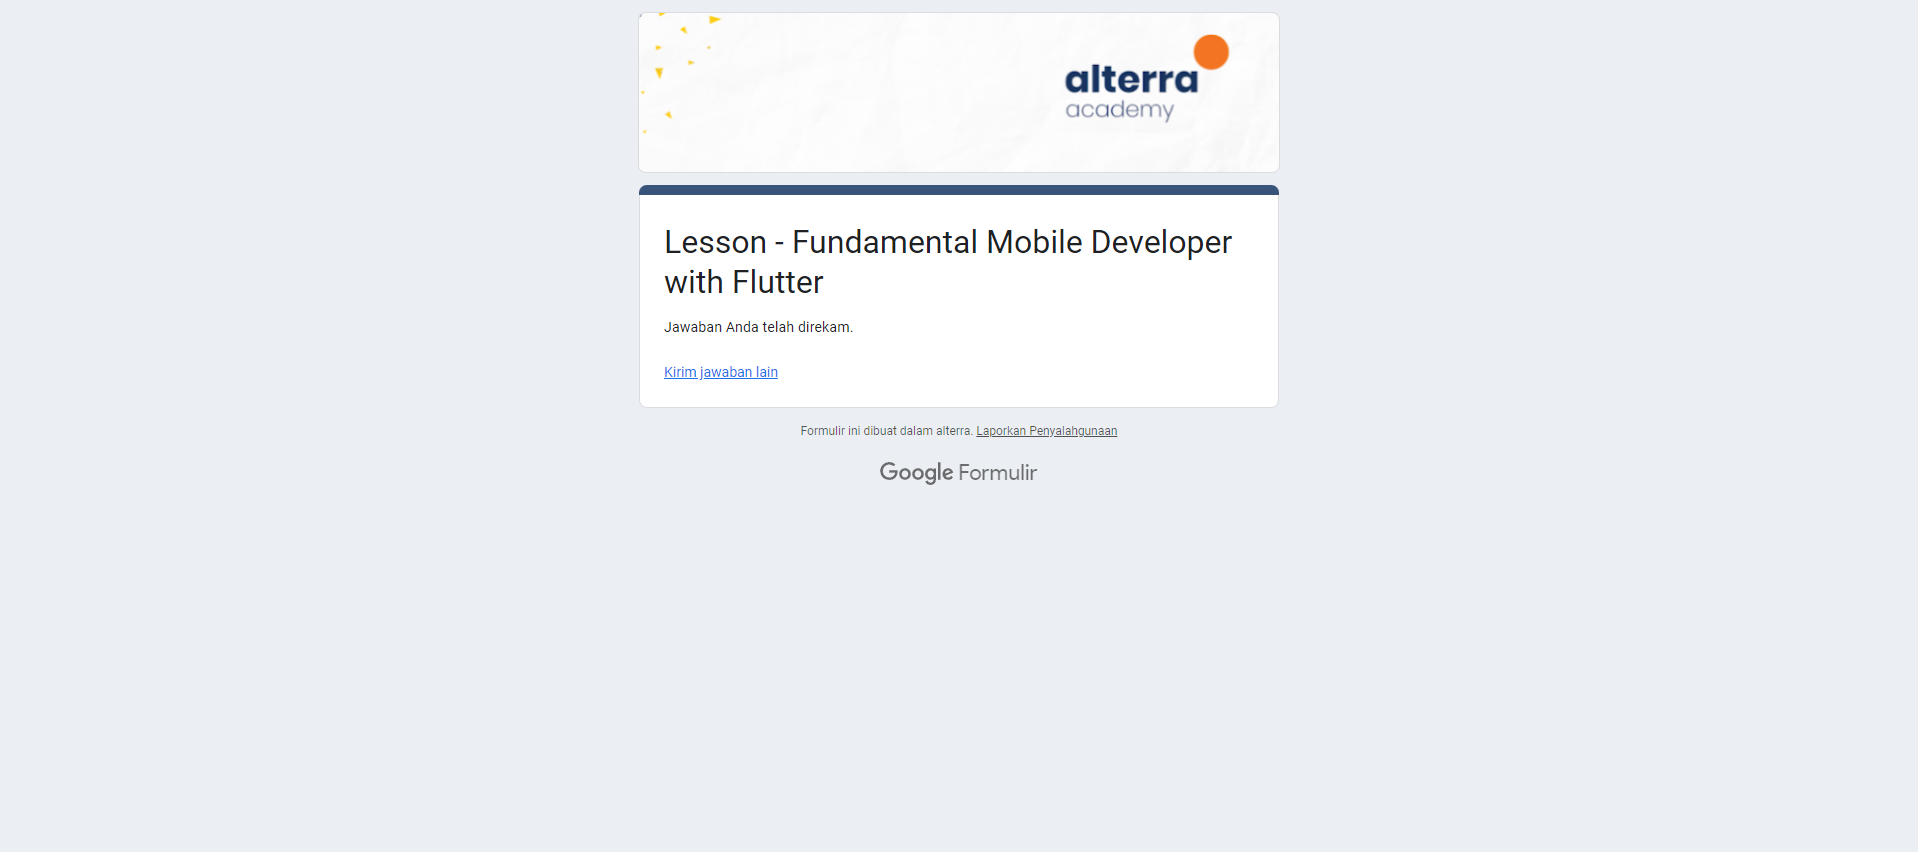 alterra
academy
Lesson - Fundamental Mobile Developer
with Flutter
Jawaban Anda telah direkam.
Kirim jawaban lain
Formulir ini dibuat dalam alterra. Laporkan Penyalahgunaan
Google Formulir